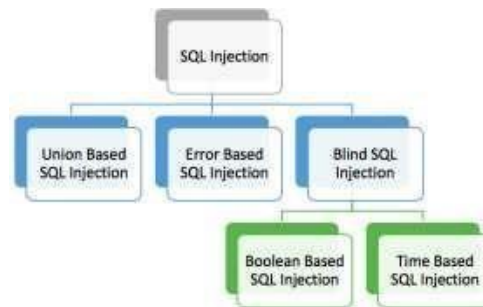 SQL Injection
Union Based
SQL Injection
Error Based
SQL Injection
Blind SQL
Injection
Boolean Based
SQL Injection
Time Based
SQL Injection